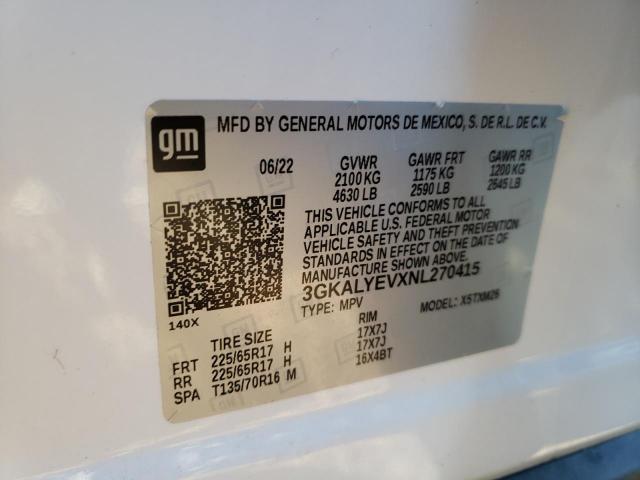 gm
MFD BY GENERAL MOTORS DE MEXICO, S. DE R.L. DE C.V.
06/22 GVWR GAWR FRT GAWR RR
2100 KG 1175 KG 1200 KG
4630 LB 2590 LB 2645 LB
THIS VEHICLE CONFORMS TO ALL
APPLICABLE U.S. FEDERAL MOTOR
VEHICLE SAFETY AND THEFT PREVENTION
STANDARDS IN EFFECT ON THE DATE
OF MANUFACTURE SHOWN ABOVE.
3GKALYEVXNL270415
TYPE: MPV MODEL: X5TXM26
140X
TIRE SIZE RIM
FRT 225/65R17 H 17X7J
RR 225/65R17 H 17X7J
SPA T135/70R16 M 16X4BT